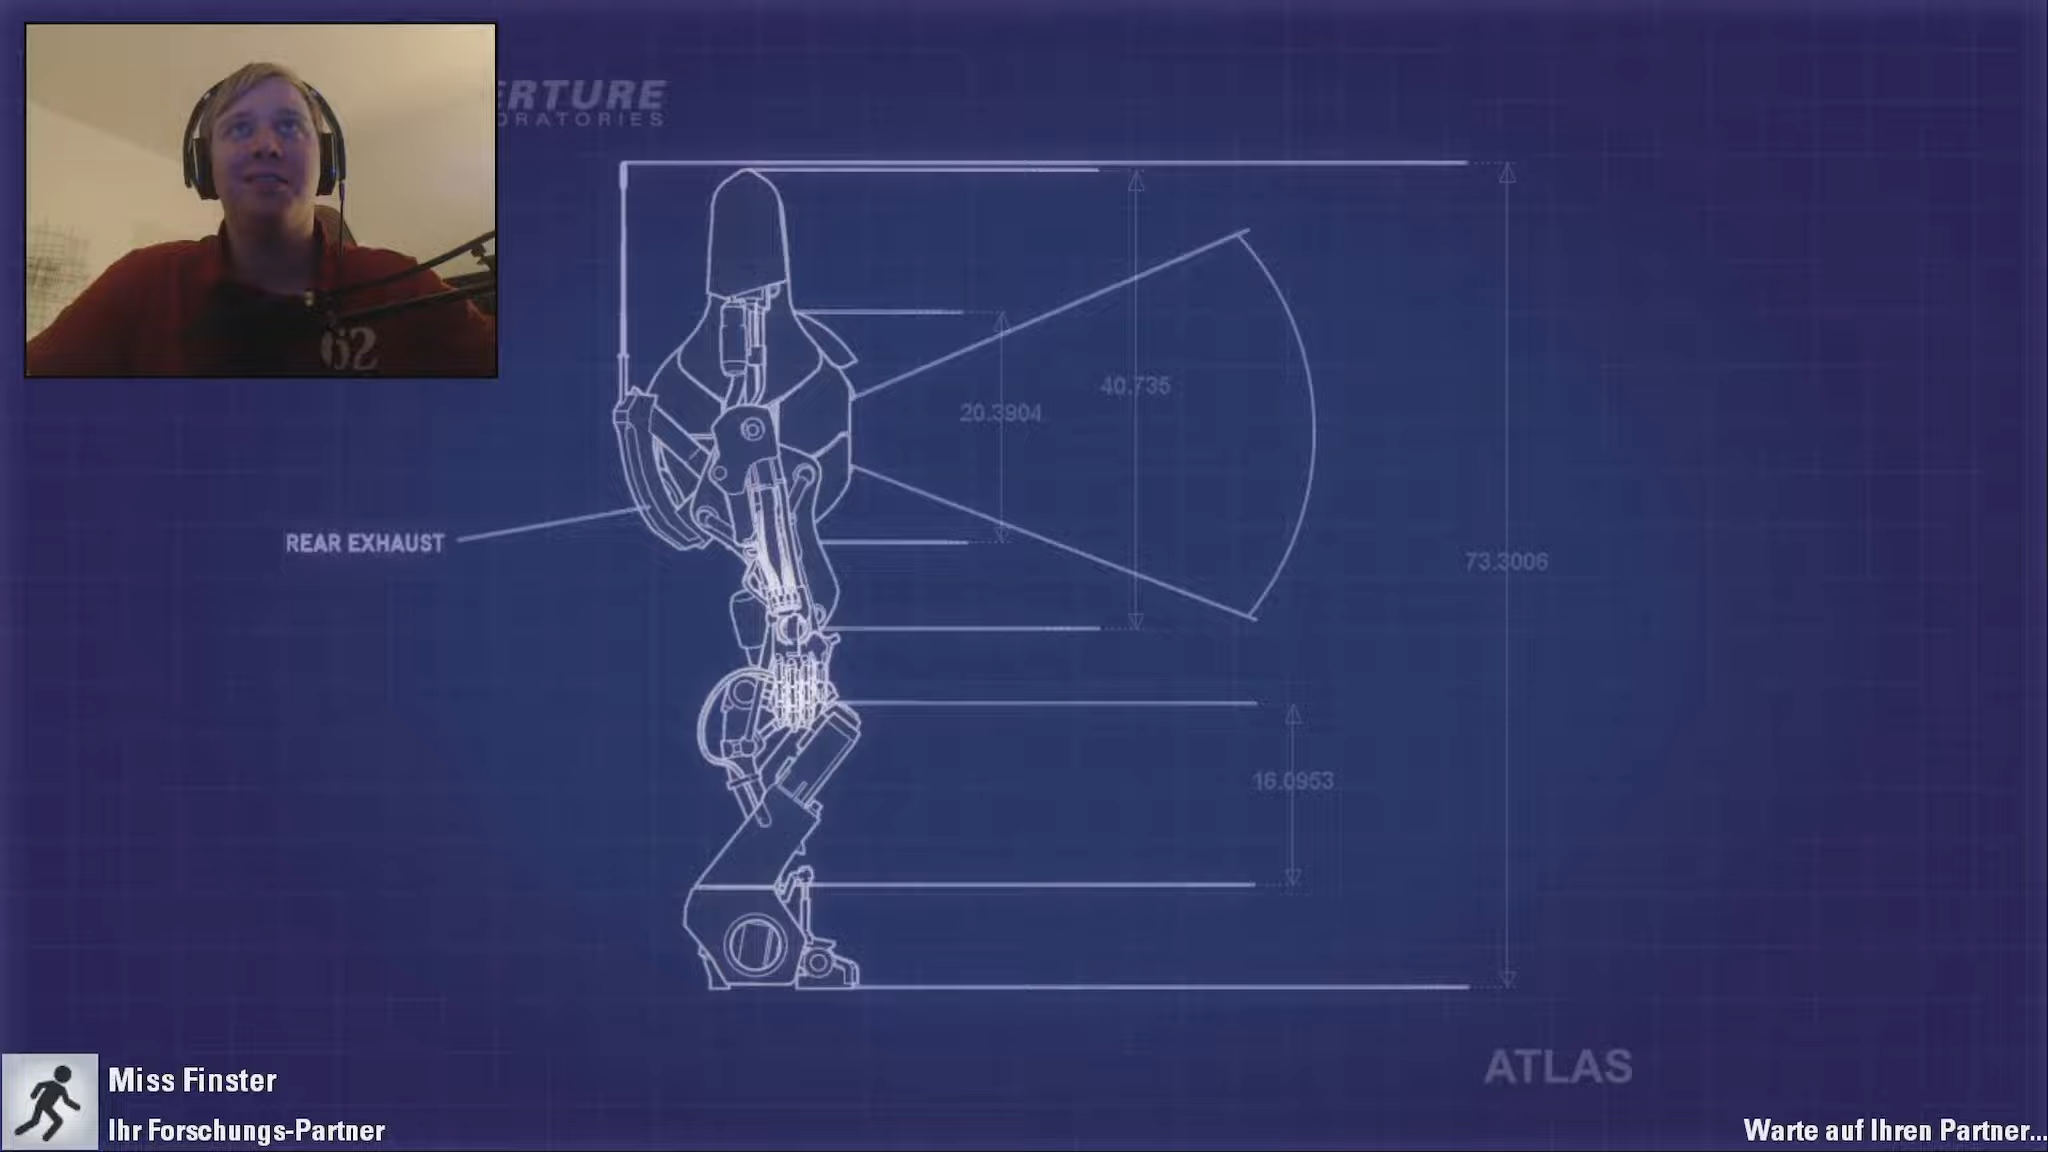 ERTURE
ORATORIES
62
40.735
20.3904
REAR EXHAUST
73.3006
16.0953
ATLAS
Miss Finster
Ihr Forschungs-Partner
Warte auf Ihren Partner...